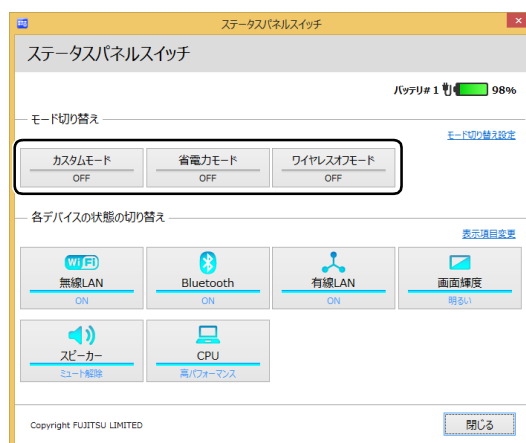 ステータスパネルスイッチ
ステータスパネルスイッチ
バッテリ#1 98%
モード切り替え
モード切り替え設定
カスタムモード 省電力モード ワイヤレスオフモード
OFF OFF OFF
各デバイスの状態の切り替え
表示項目変更
Wi Fi
無線LAN Bluetooth 有線LAN 画面輝度
ON ON ON 明るい
スピーカー CPU
ミュート解除 高パフォーマンス
Copyright FUJITSU LIMITED 閉じる